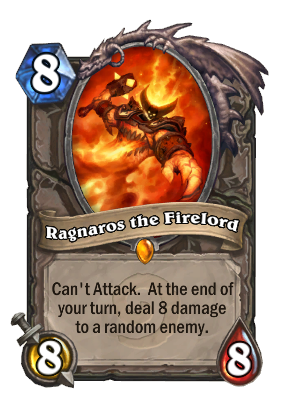 8
Ragnaros the Firelord
Can't Attack. At the end of
your turn, deal 8 damage
to a random enemy.
8
8